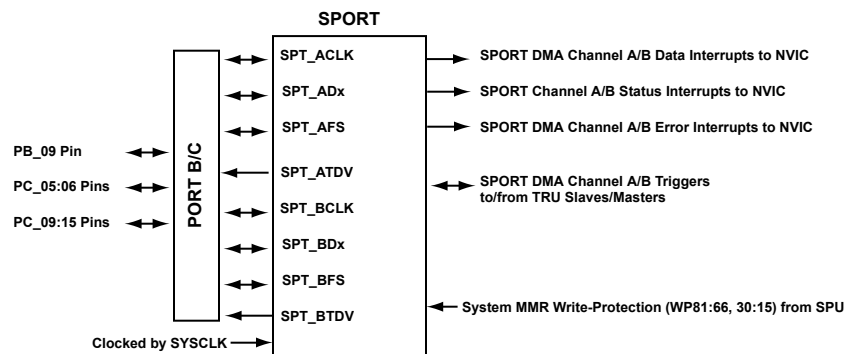 SPORT
SPT_ACLK
SPT_ADx
SPT_AFS
SPT_ATDV
SPT_BCLK
SPT_BDx
SPT_BFS
SPT_BTDV
PORT B/C
PB_09 Pin
PC_05:06 Pins
PC_09:15 Pins
Clocked by SYSCLK
SPORT DMA Channel A/B Data Interrupts to NVIC
SPORT Channel A/B Status Interrupts to NVIC
SPORT DMA Channel A/B Error Interrupts to NVIC
SPORT DMA Channel A/B Triggers
to/from TRU Slaves/Masters
System MMR Write-Protection (WP81:66, 30:15) from SPU